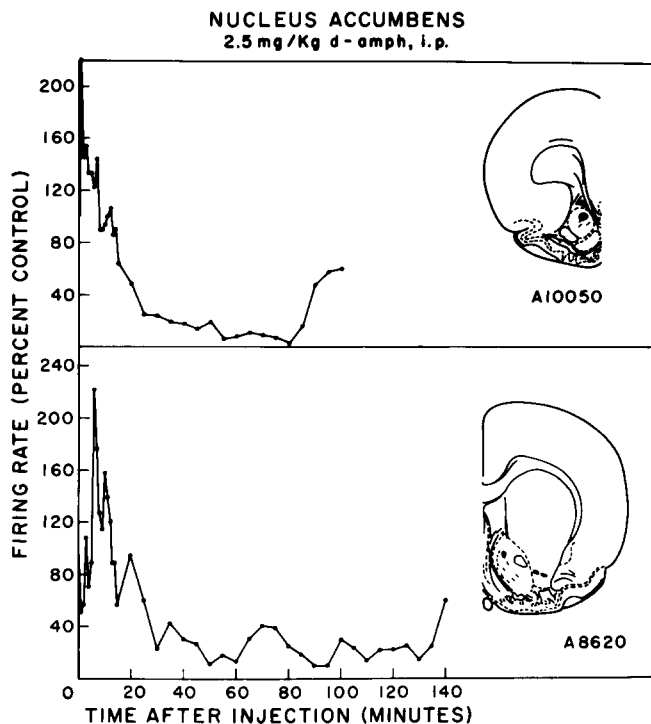 NUCLEUS ACCUMBENS
2.5 mg/Kg d-amph, i.p.
FIRING RATE (PERCENT CONTROL)
200
160
120
80
40
A10050
240
200
160
120
80
40
0
A8620
0 20 40 60 80 100 120 140
TIME AFTER INJECTION (MINUTES)